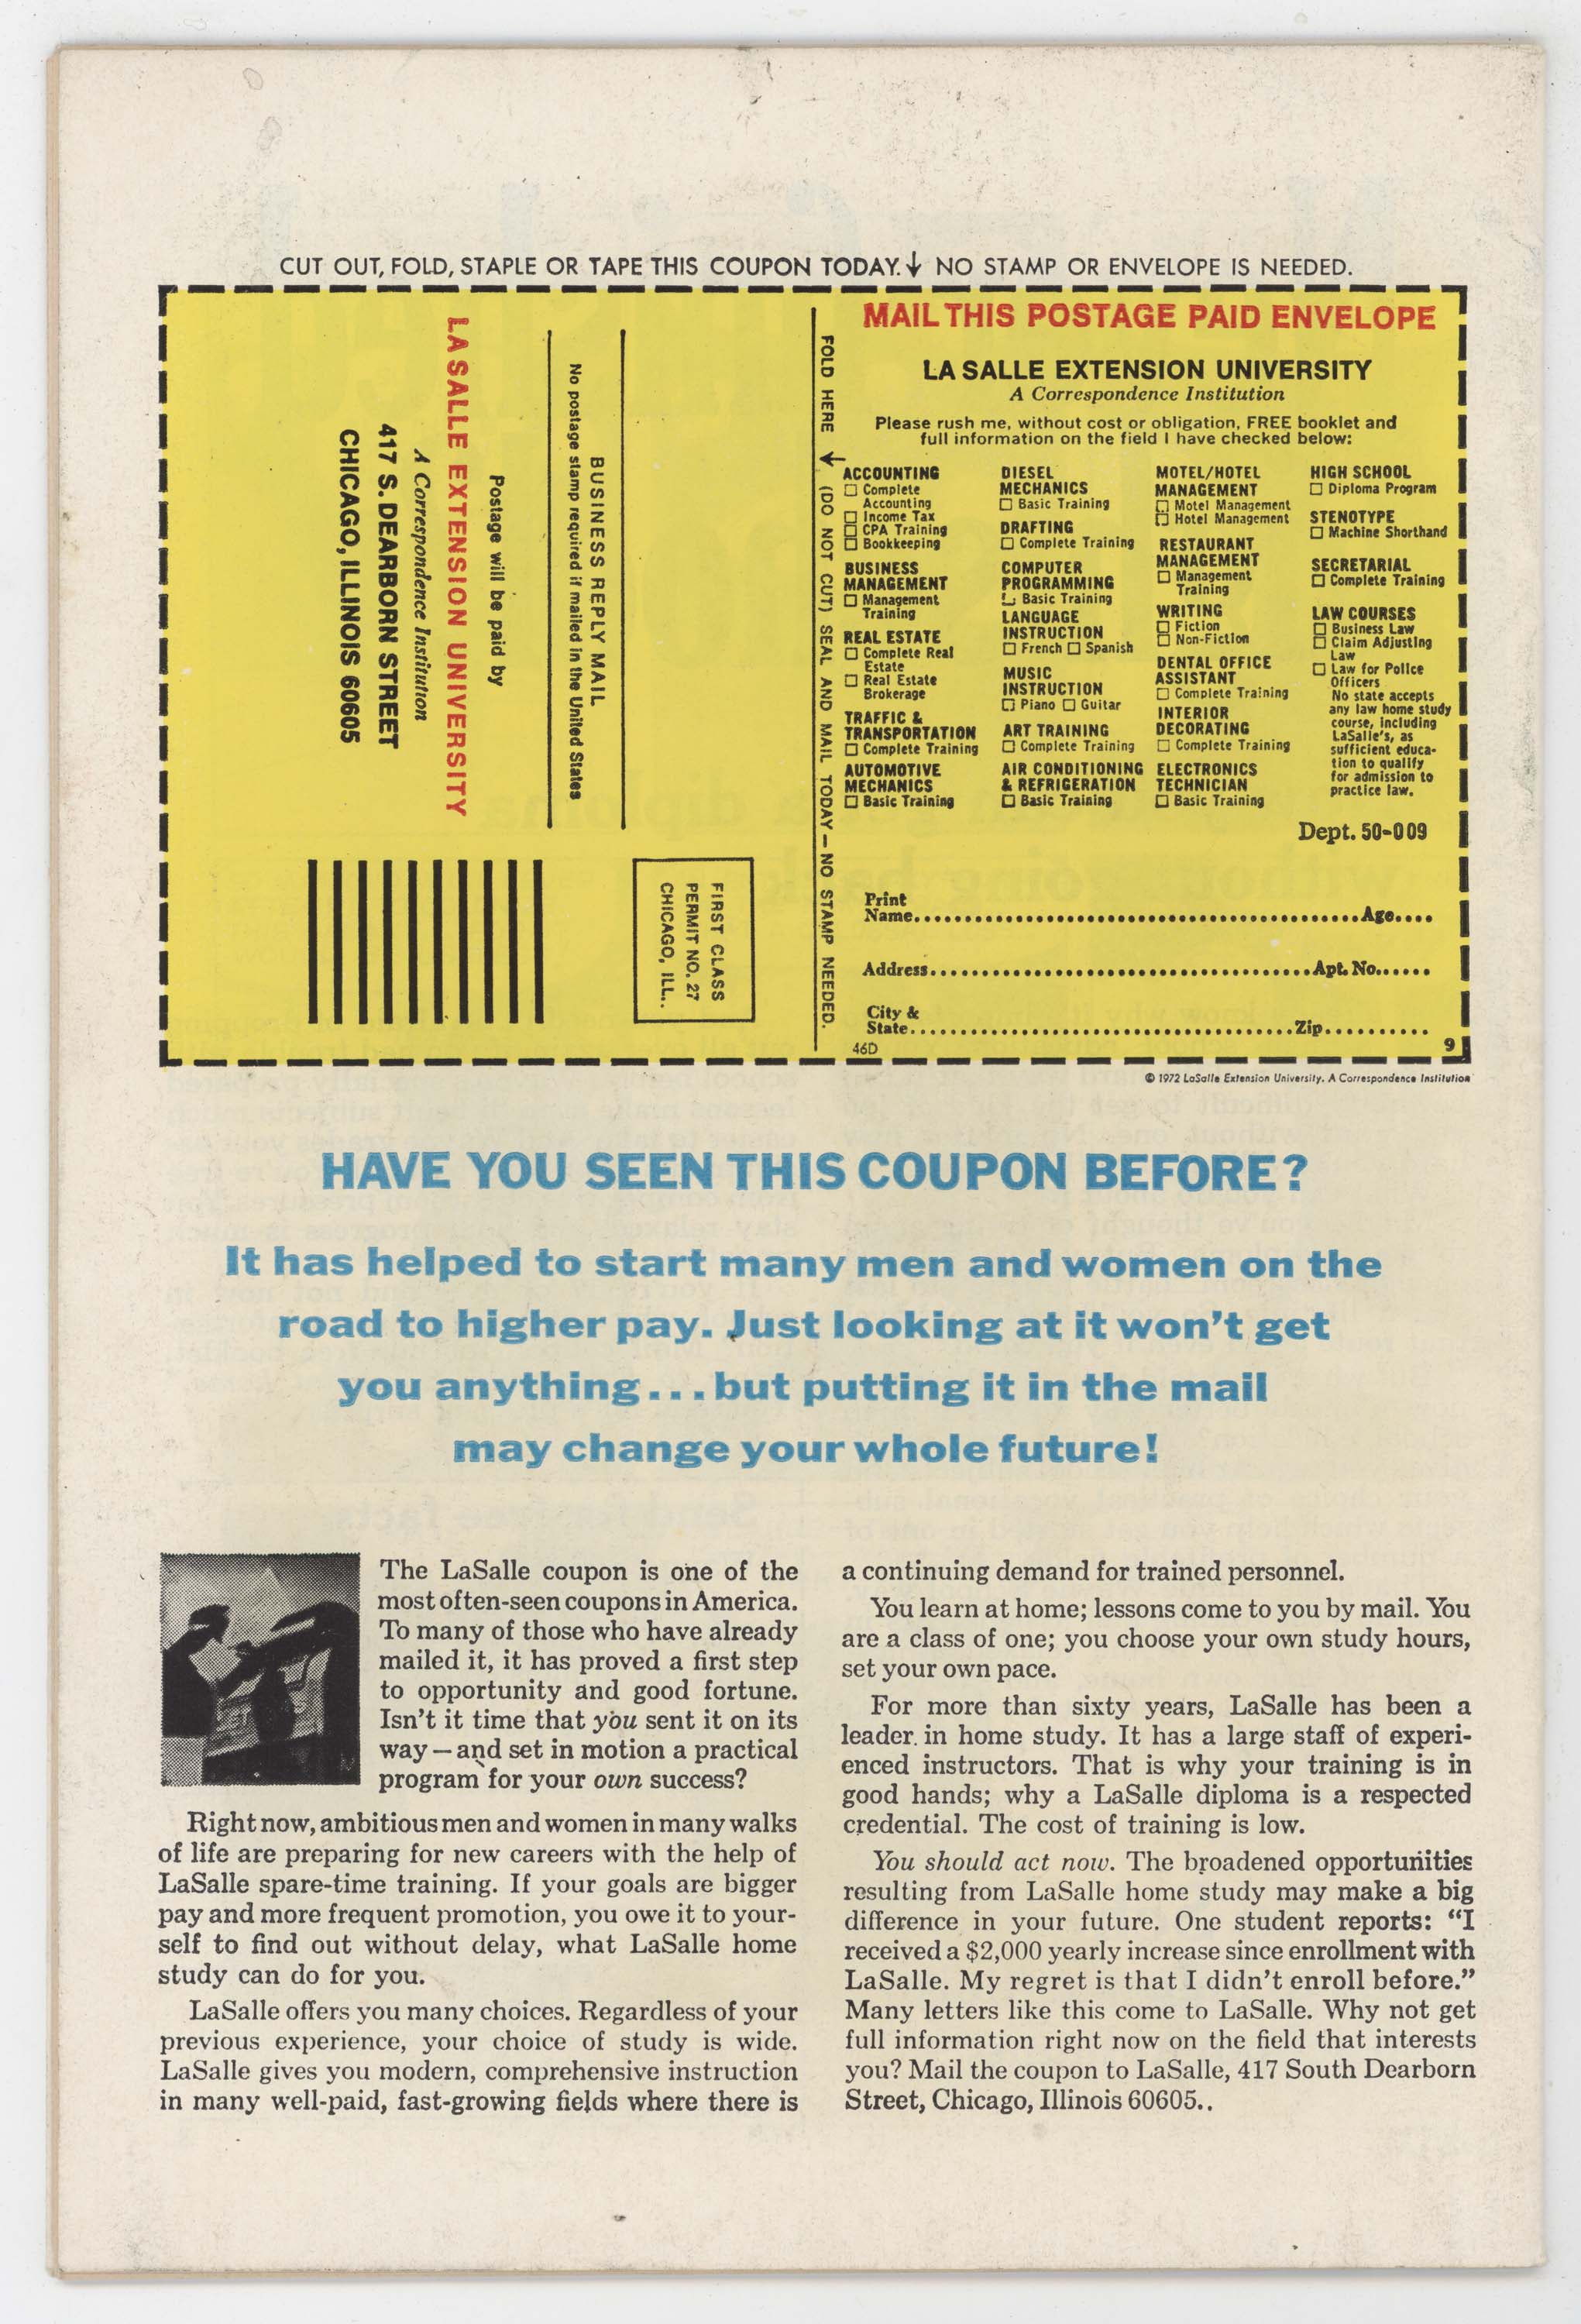 CUT OUT, FOLD, STAPLE OR TAPE THIS COUPON TODAY.↓ NO STAMP OR ENVELOPE IS NEEDED.
FIRST CLASS
PERMIT NO. 27
CHICAGO, ILL..
BUSINESS REPLY MAIL
No postage stamp required if mailed in the United States
Postage will be paid by
LA SALLE EXTENSION UNIVERSITY
A Correspondence Institution
417 S. DEARBORN STREET
CHICAGO, ILLINOIS 60605
FOLD HERE → (DO NOT CUT) SEAL AND MAIL TODAY — NO STAMP NEEDED.
MAIL THIS POSTAGE PAID ENVELOPE
LA SALLE EXTENSION UNIVERSITY
A Correspondence Institution
Please rush me, without cost or obligation, FREE booklet and
full information on the field I have checked below:
ACCOUNTING
☐ Complete
Accounting
☐ Income Tax
☐ CPA Training
☐ Bookkeeping
BUSINESS
MANAGEMENT
☐ Management
Training
REAL ESTATE
☐ Complete Real
Estate
☐ Real Estate
Brokerage
TRAFFIC &
TRANSPORTATION
☐ Complete Training
AUTOMOTIVE
MECHANICS
☐ Basic Training
DIESEL
MECHANICS
☐ Basic Training
DRAFTING
☐ Complete Training
COMPUTER
PROGRAMMING
☐ Basic Training
LANGUAGE
INSTRUCTION
☐ French ☐ Spanish
MUSIC
INSTRUCTION
☐ Piano ☐ Guitar
ART TRAINING
☐ Complete Training
AIR CONDITIONING
& REFRIGERATION
☐ Basic Training
MOTEL/HOTEL
MANAGEMENT
☐ Motel Management
☐ Hotel Management
RESTAURANT
MANAGEMENT
☐ Management
Training
WRITING
☐ Fiction
☐ Non-Fiction
DENTAL OFFICE
ASSISTANT
☐ Complete Training
INTERIOR
DECORATING
☐ Complete Training
ELECTRONICS
TECHNICIAN
☐ Basic Training
HIGH SCHOOL
☐ Diploma Program
STENOTYPE
☐ Machine Shorthand
SECRETARIAL
☐ Complete Training
LAW COURSES
☐ Business Law
☐ Claim Adjusting
Law
☐ Law for Police
Officers
No state accepts
any law home study
course, including
LaSalle's, as
sufficient educa-
tion to qualify
for admission to
practice law.
Dept. 50-009
Print
Name.............................................Age....
Address......................................Apt. No......
City &
State......................................Zip..........
46D 9
© 1972 LaSalle Extension University. A Correspondence Institution
HAVE YOU SEEN THIS COUPON BEFORE?
It has helped to start many men and women on the
road to higher pay. Just looking at it won't get
you anything...but putting it in the mail
may change your whole future!
The LaSalle coupon is one of the
most often-seen coupons in America.
To many of those who have already
mailed it, it has proved a first step
to opportunity and good fortune.
Isn't it time that you sent it on its
way — and set in motion a practical
program for your own success?
Right now, ambitious men and women in many walks
of life are preparing for new careers with the help of
LaSalle spare-time training. If your goals are bigger
pay and more frequent promotion, you owe it to your-
self to find out without delay, what LaSalle home
study can do for you.
LaSalle offers you many choices. Regardless of your
previous experience, your choice of study is wide.
LaSalle gives you modern, comprehensive instruction
in many well-paid, fast-growing fields where there is
a continuing demand for trained personnel.
You learn at home; lessons come to you by mail. You
are a class of one; you choose your own study hours,
set your own pace.
For more than sixty years, LaSalle has been a
leader in home study. It has a large staff of experi-
enced instructors. That is why your training is in
good hands; why a LaSalle diploma is a respected
credential. The cost of training is low.
You should act now. The broadened opportunities
resulting from LaSalle home study may make a big
difference in your future. One student reports: “I
received a $2,000 yearly increase since enrollment with
LaSalle. My regret is that I didn't enroll before.”
Many letters like this come to LaSalle. Why not get
full information right now on the field that interests
you? Mail the coupon to LaSalle, 417 South Dearborn
Street, Chicago, Illinois 60605..